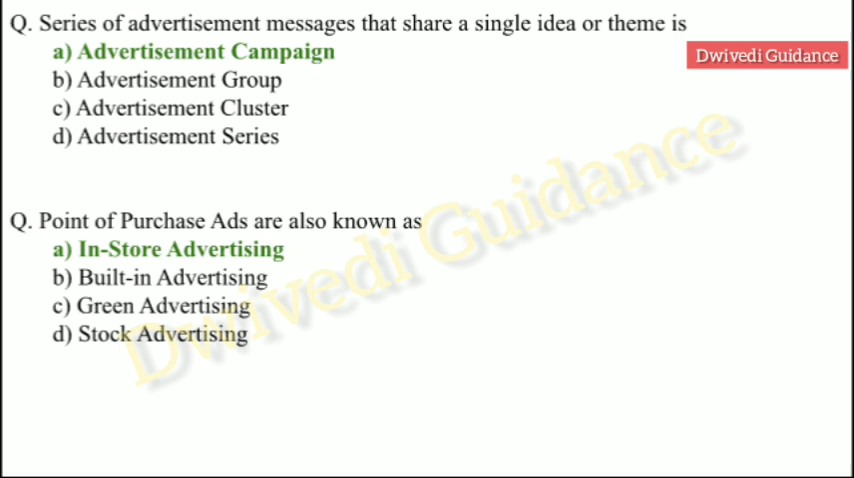 Q. Series of advertisement messages that share a single idea or theme is
a) Advertisement Campaign
Dwivedi Guidance
b) Advertisement Group
c) Advertisement Cluster
d) Advertisement Series
Q. Point of Purchase Ads are also known as
a) In-Store Advertising
b) Built-in Advertising
c) Green Advertising
d) Stock Advertising
Dwivedi Guidance